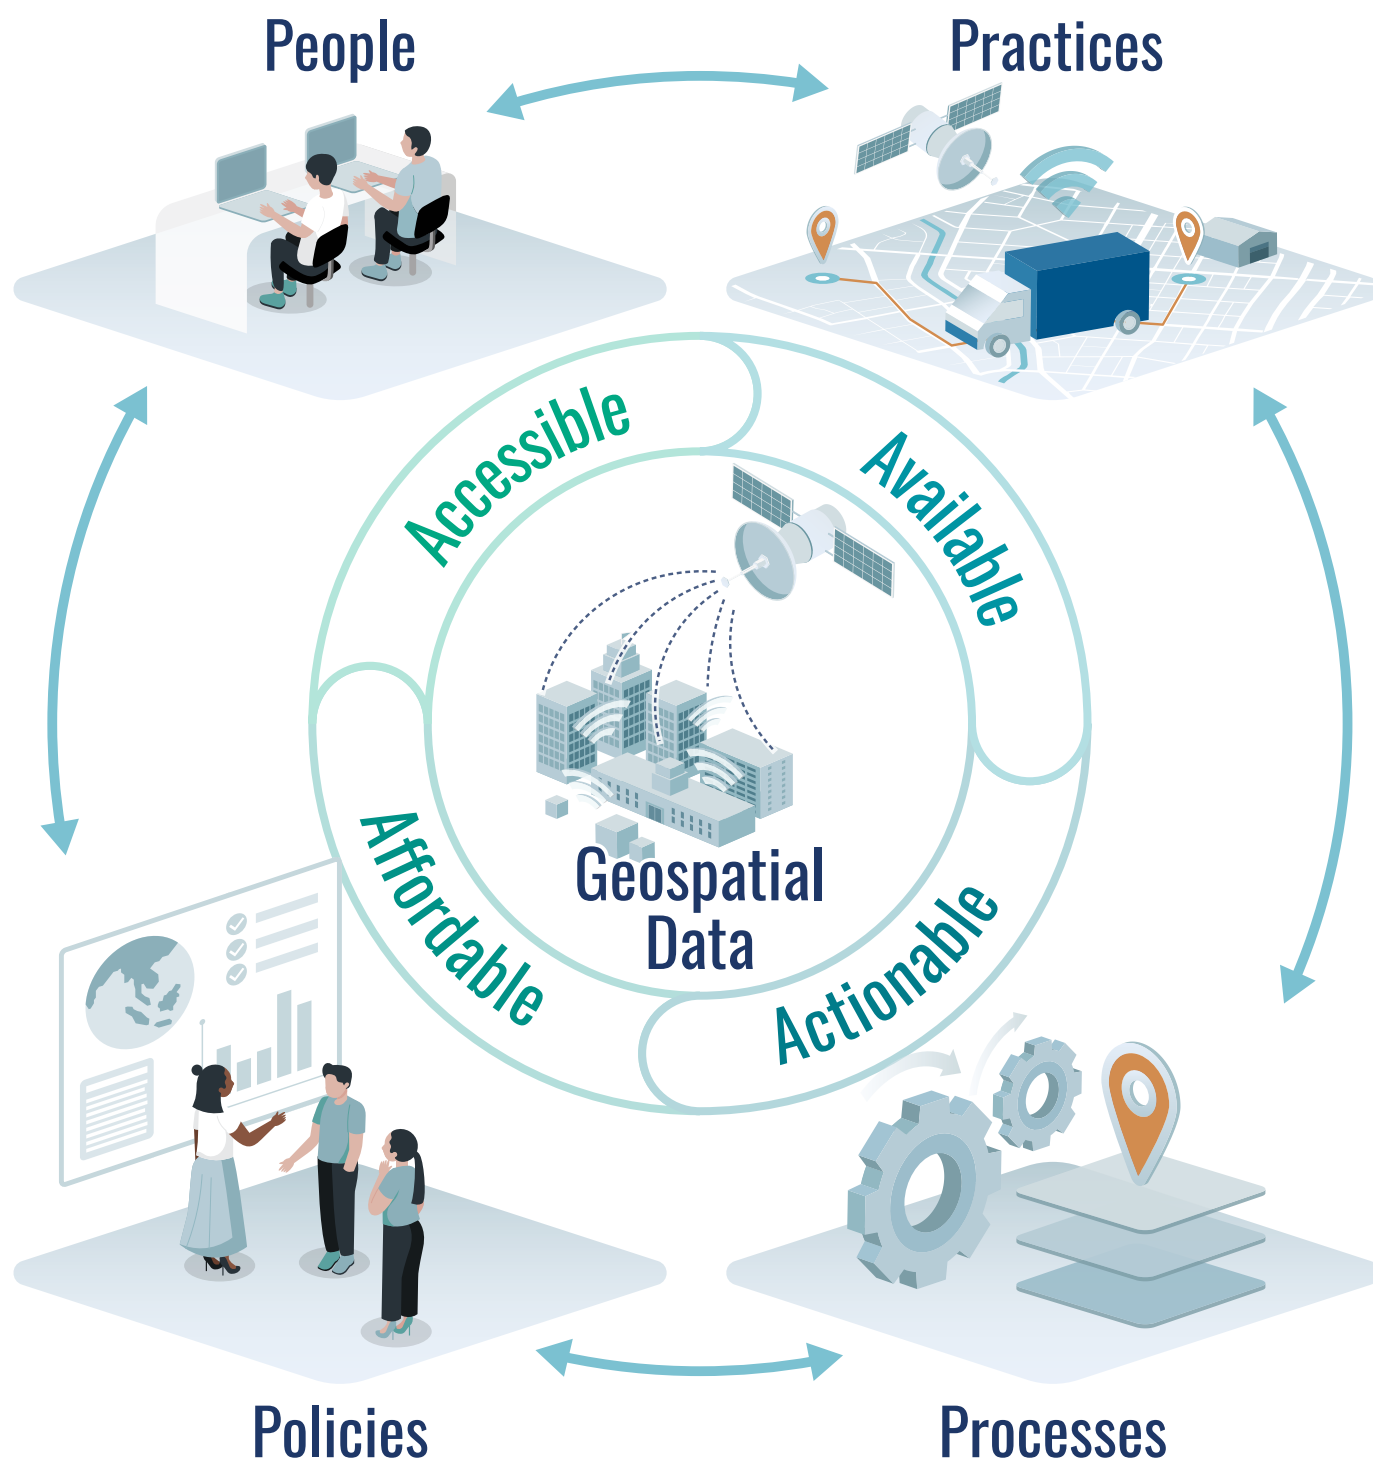 People
Practices
Accessible
Available
Affordable
Actionable
Geospatial
Data
Policies
Processes